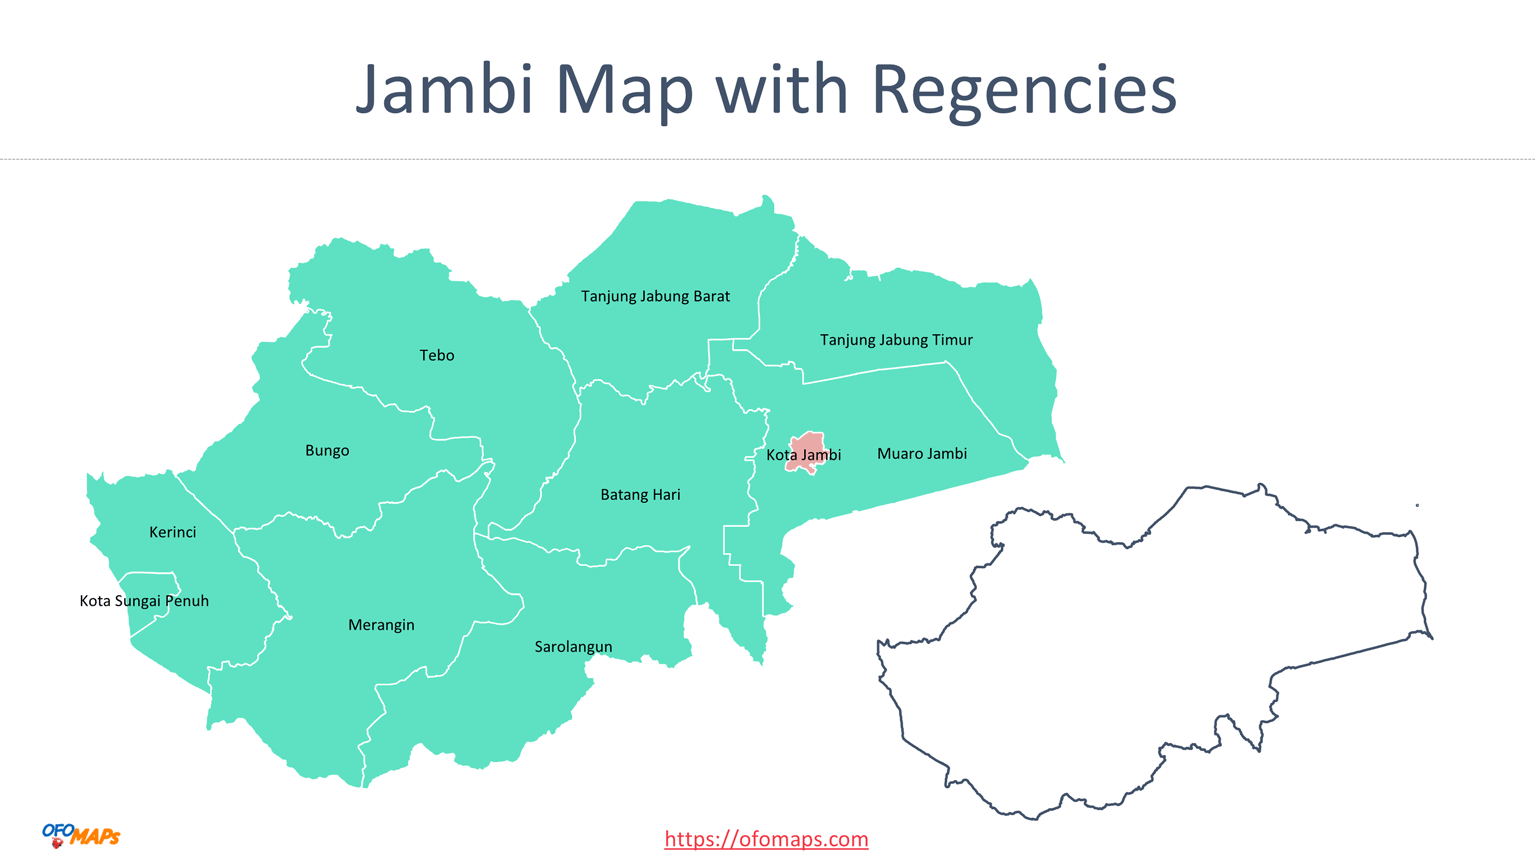 Jambi Map with Regencies
Tanjung Jabung Barat
Tanjung Jabung Timur
Tebo
Bungo
Kota Jambi
Muaro Jambi
Batang Hari
Kerinci
Kota Sungai Penuh
Merangin
Sarolangun
OFOMAPs
https://ofomaps.com